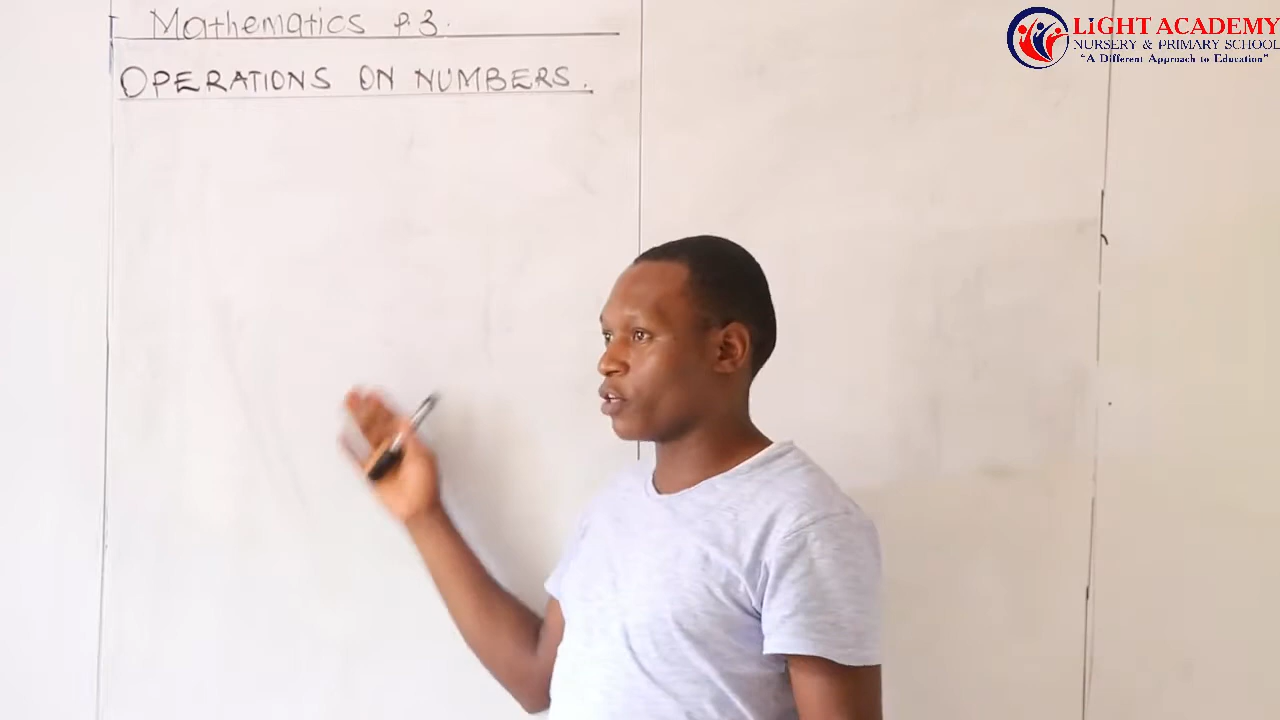 Mathematics P.3.
OPERATIONS ON NUMBERS.
LIGHT ACADEMY
NURSERY & PRIMARY SCHOOL
"A Different Approach to Education"